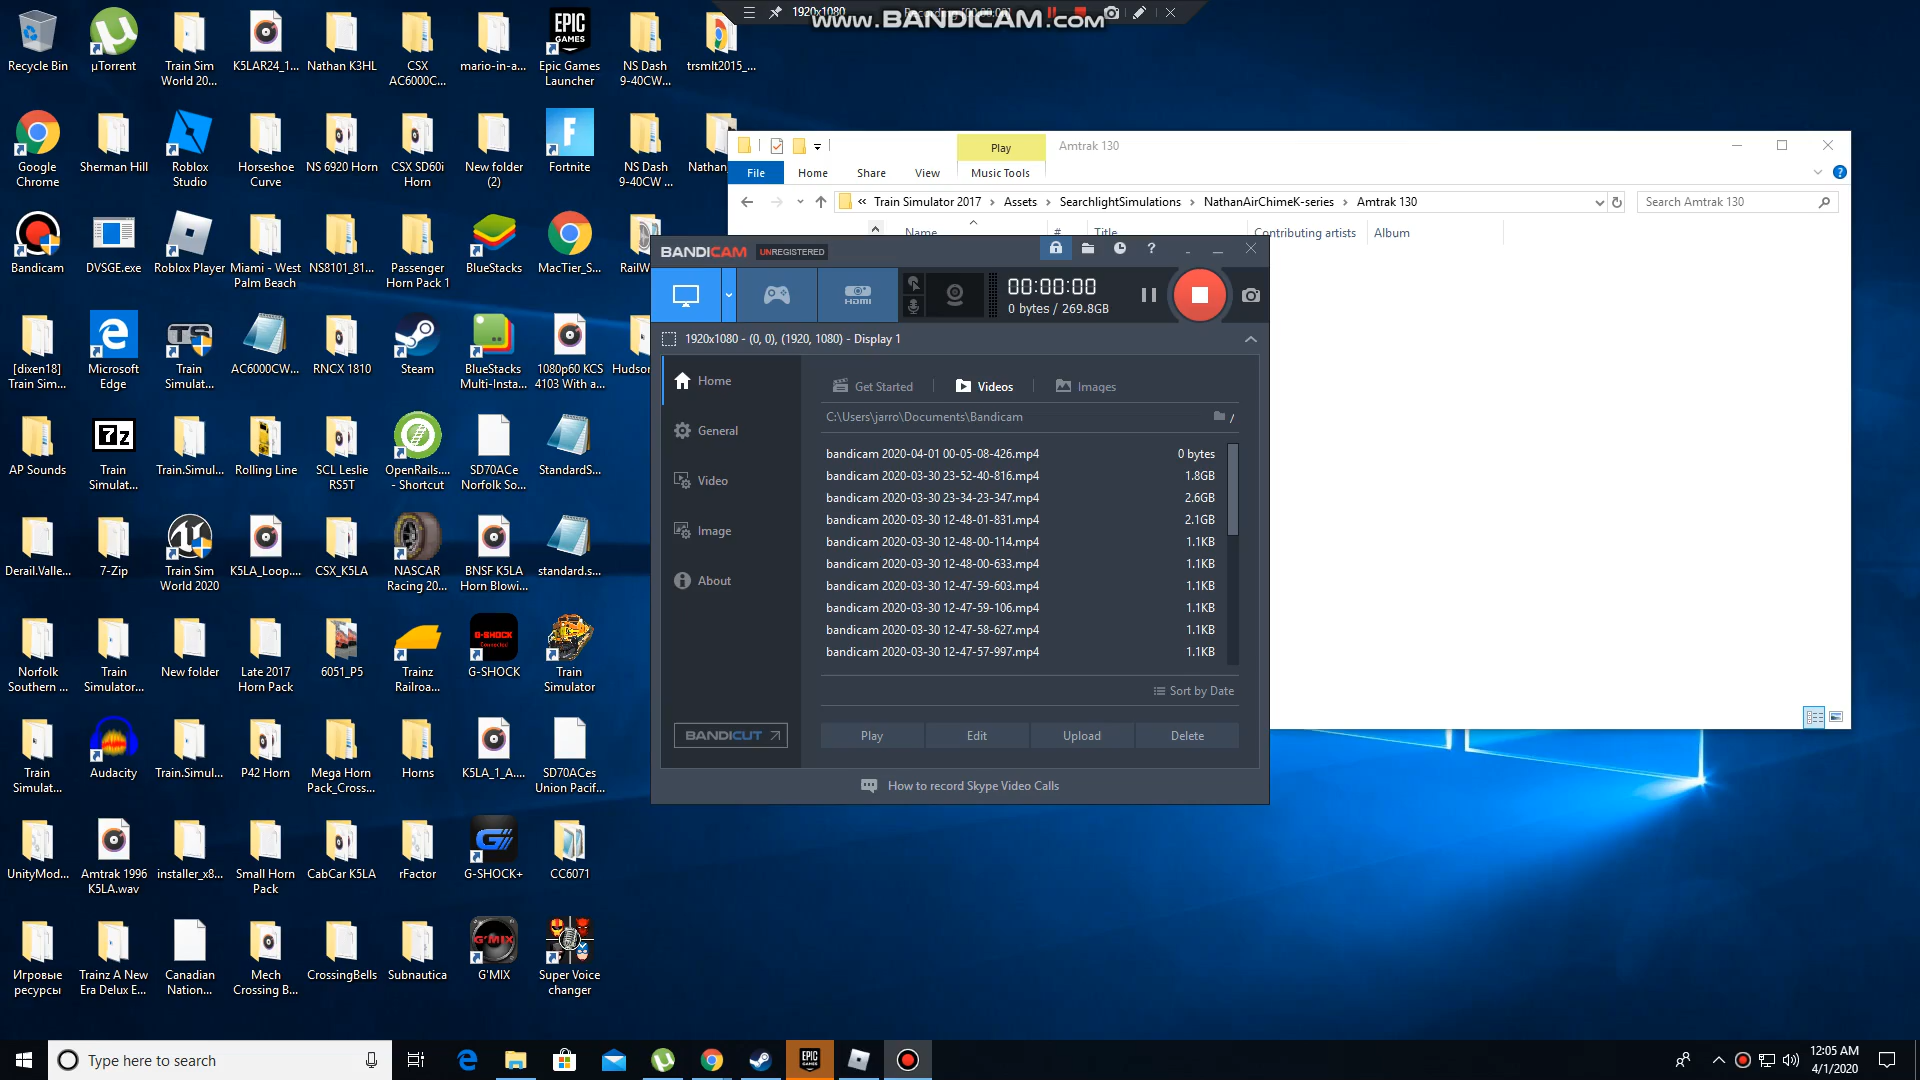 1920x1080
www.BANDICAM.com
Recycle Bin
µTorrent
Train Sim World 20...
K5LAR24_1...
Nathan K3HL
CSX AC6000C...
mario-in-a...
Epic Games Launcher
NS Dash 9-40CW...
trsmlt2015_...
Google Chrome
Sherman Hill
Roblox Studio
Horseshoe Curve
NS 6920 Horn
CSX SD60i Horn
New folder (2)
Fortnite
NS Dash 9-40CW ...
Nathan
Bandicam
DVSGE.exe
Roblox Player
Miami - West Palm Beach
NS8101_81...
Passenger Horn Pack 1
BlueStacks
MacTier_S...
RailW
[dixen18] Train Sim...
Microsoft Edge
Train Simulat...
AC6000CW...
RNCX 1810
Steam
BlueStacks Multi-Insta...
1080p60 KCS 4103 With a...
Hudson
AP Sounds
Train Simulat...
Train.Simul...
Rolling Line
SCL Leslie RS5T
OpenRails.... - Shortcut
SD70ACe Norfolk So...
StandardS...
Derail.Valle...
7-Zip
Train Sim World 2020
K5LA_Loop....
CSX_K5LA
NASCAR Racing 20...
BNSF K5LA Horn Blowi...
standard.s...
Norfolk Southern ...
Train Simulator...
New folder
Late 2017 Horn Pack
6051_P5
Trainz Railroa...
G-SHOCK
Train Simulator
Train Simulat...
Audacity
Train.Simul...
P42 Horn
Mega Horn Pack_Cross...
Horns
K5LA_1_A....
SD70ACes Union Pacif...
UnityMod...
Amtrak 1996 K5LA.wav
installer_x8...
Small Horn Pack
CabCar K5LA
rFactor
G-SHOCK+
CC6071
Игровые ресурсы
Trainz A New Era Delux E...
Canadian Nation...
Mech Crossing B...
CrossingBells
Subnautica
G'MIX
Super Voice changer
Play
Amtrak 130
File
Home
Share
View
Music Tools
« Train Simulator 2017 > Assets > SearchlightSimulations > NathanAirChimeK-series > Amtrak 130
Search Amtrak 130
Name
#
Title
Contributing artists
Album
BANDICAM UNREGISTERED
HDMI
00:00:00
0 bytes / 269.8GB
1920x1080 - (0, 0), (1920, 1080) - Display 1
Home
General
Video
Image
About
Get Started
Videos
Images
C:\Users\jarro\Documents\Bandicam
bandicam 2020-04-01 00-05-08-426.mp4 0 bytes
bandicam 2020-03-30 23-52-40-816.mp4 1.8GB
bandicam 2020-03-30 23-34-23-347.mp4 2.6GB
bandicam 2020-03-30 12-48-01-831.mp4 2.1GB
bandicam 2020-03-30 12-48-00-114.mp4 1.1KB
bandicam 2020-03-30 12-48-00-633.mp4 1.1KB
bandicam 2020-03-30 12-47-59-603.mp4 1.1KB
bandicam 2020-03-30 12-47-59-106.mp4 1.1KB
bandicam 2020-03-30 12-47-58-627.mp4 1.1KB
bandicam 2020-03-30 12-47-57-997.mp4 1.1KB
Sort by Date
BANDICUT
Play
Edit
Upload
Delete
How to record Skype Video Calls
Type here to search
12:05 AM
4/1/2020